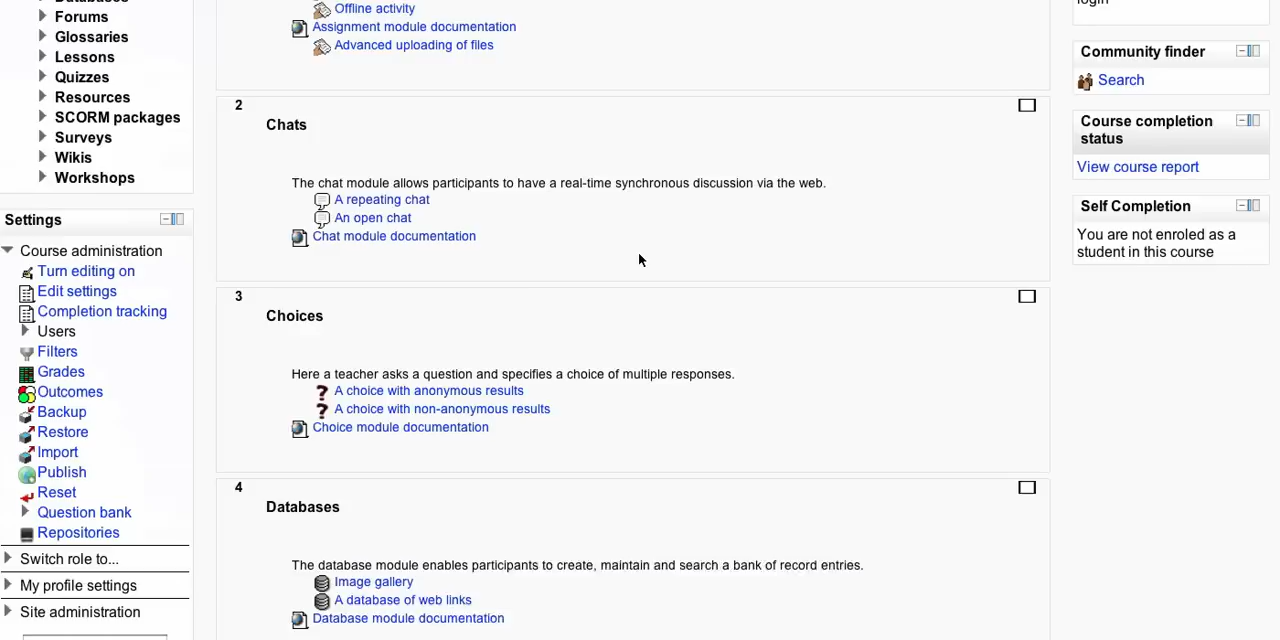 Forums
Glossaries
Lessons
Quizzes
Resources
SCORM packages
Surveys
Wikis
Workshops
Settings
Course administration
Turn editing on
Edit settings
Completion tracking
Users
Filters
Grades
Outcomes
Backup
Restore
Import
Publish
Reset
Question bank
Repositories
Switch role to...
My profile settings
Site administration
Offline activity
Assignment module documentation
Advanced uploading of files
2
Chats
The chat module allows participants to have a real-time synchronous discussion via the web.
A repeating chat
An open chat
Chat module documentation
3
Choices
Here a teacher asks a question and specifies a choice of multiple responses.
A choice with anonymous results
A choice with non-anonymous results
Choice module documentation
4
Databases
The database module enables participants to create, maintain and search a bank of record entries.
Image gallery
A database of web links
Database module documentation
login
Community finder
Search
Course completion
status
View course report
Self Completion
You are not enroled as a
student in this course